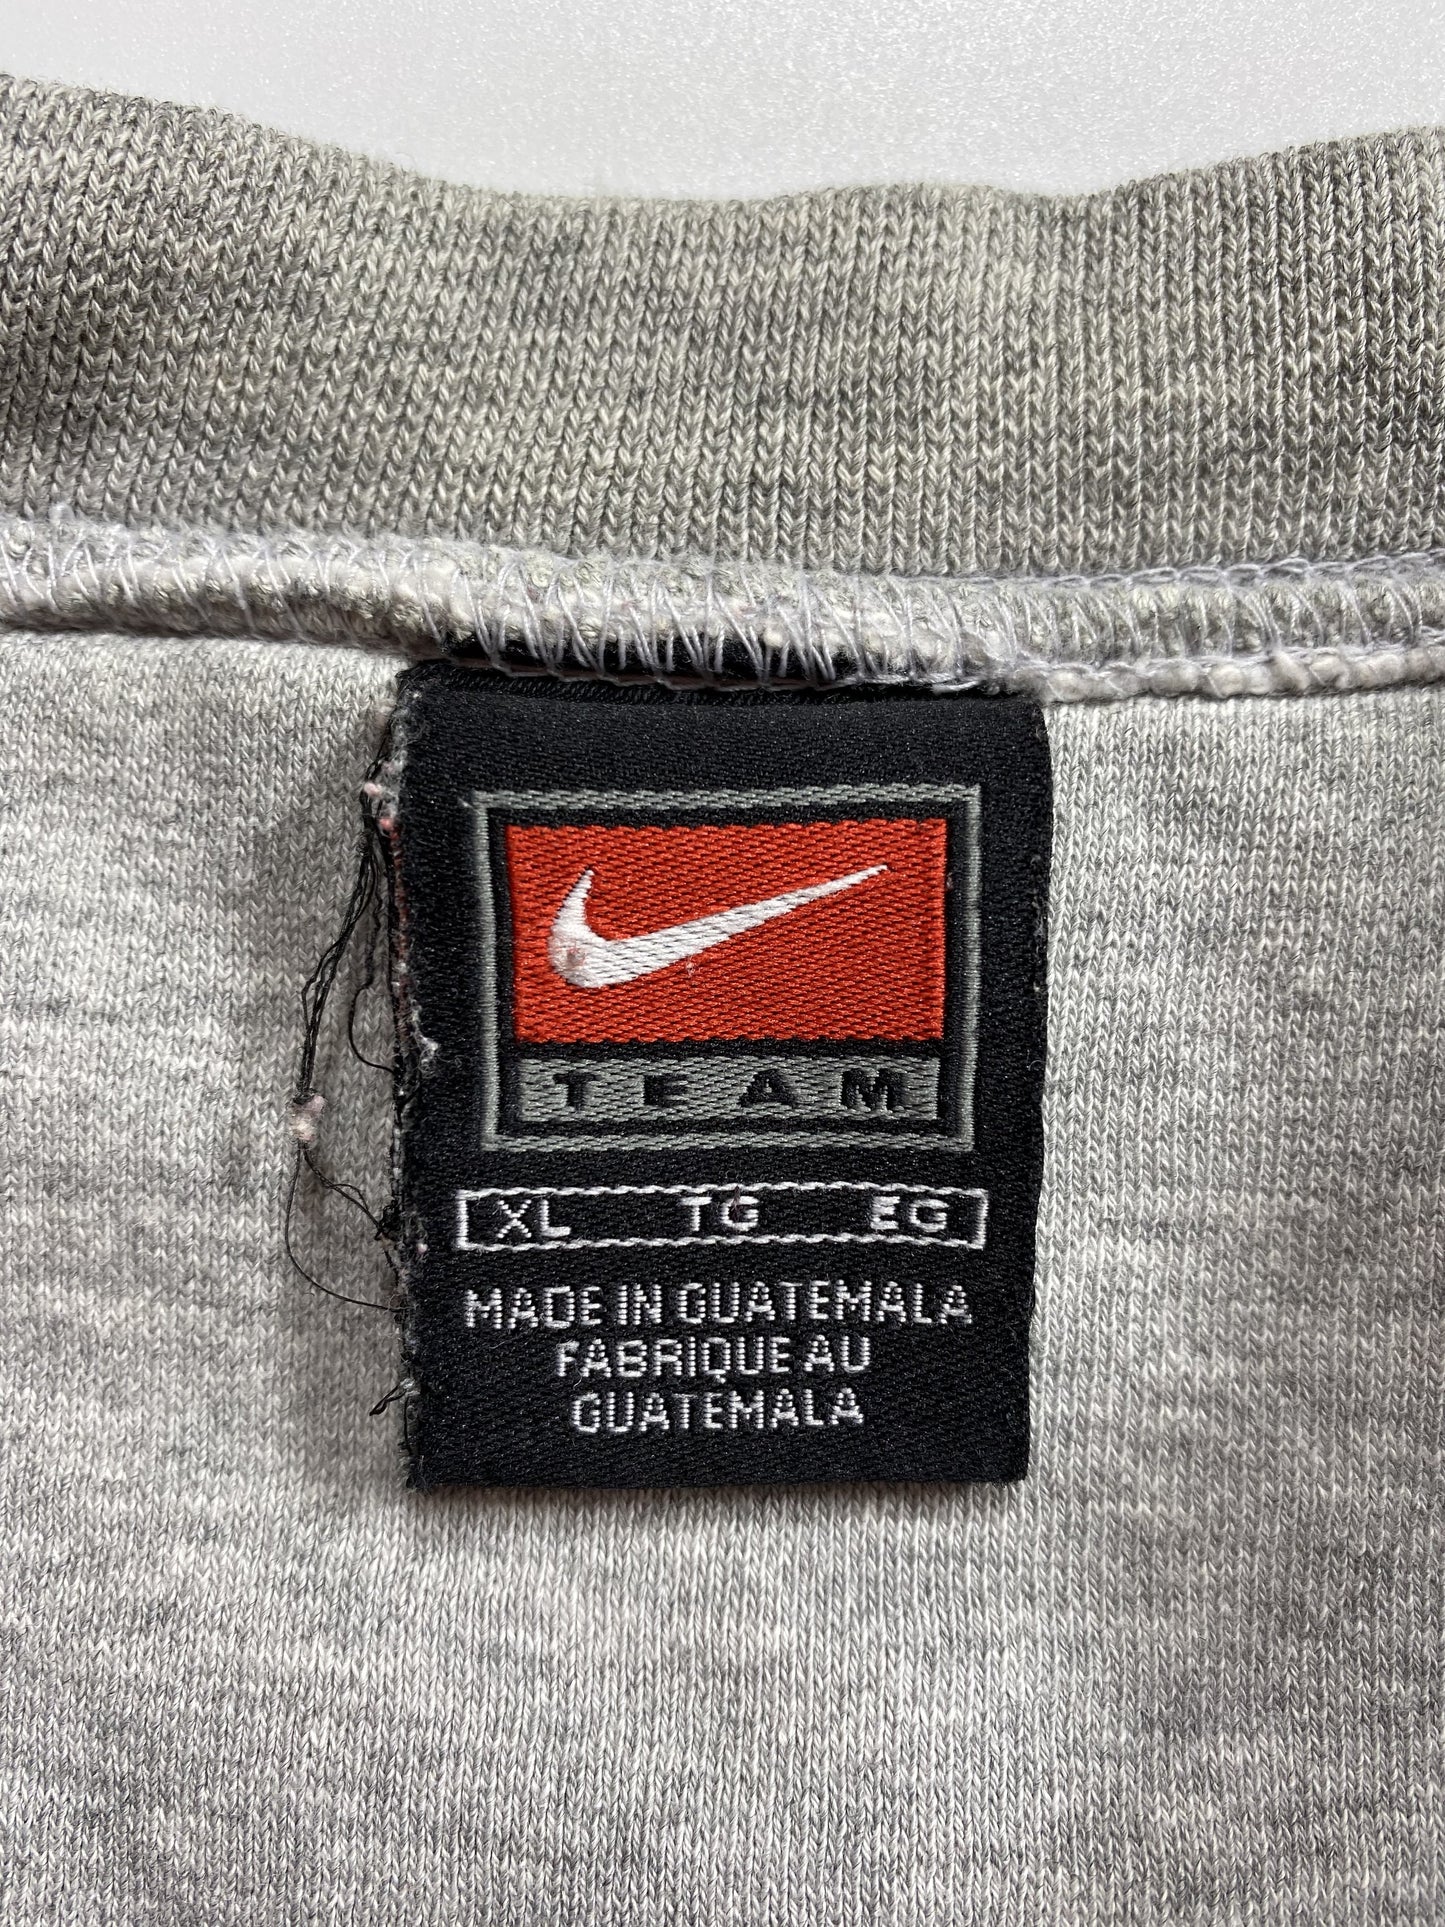 TEAM
XL TG EG
MADE IN GUATEMALA
FABRIQUE AU
GUATEMALA